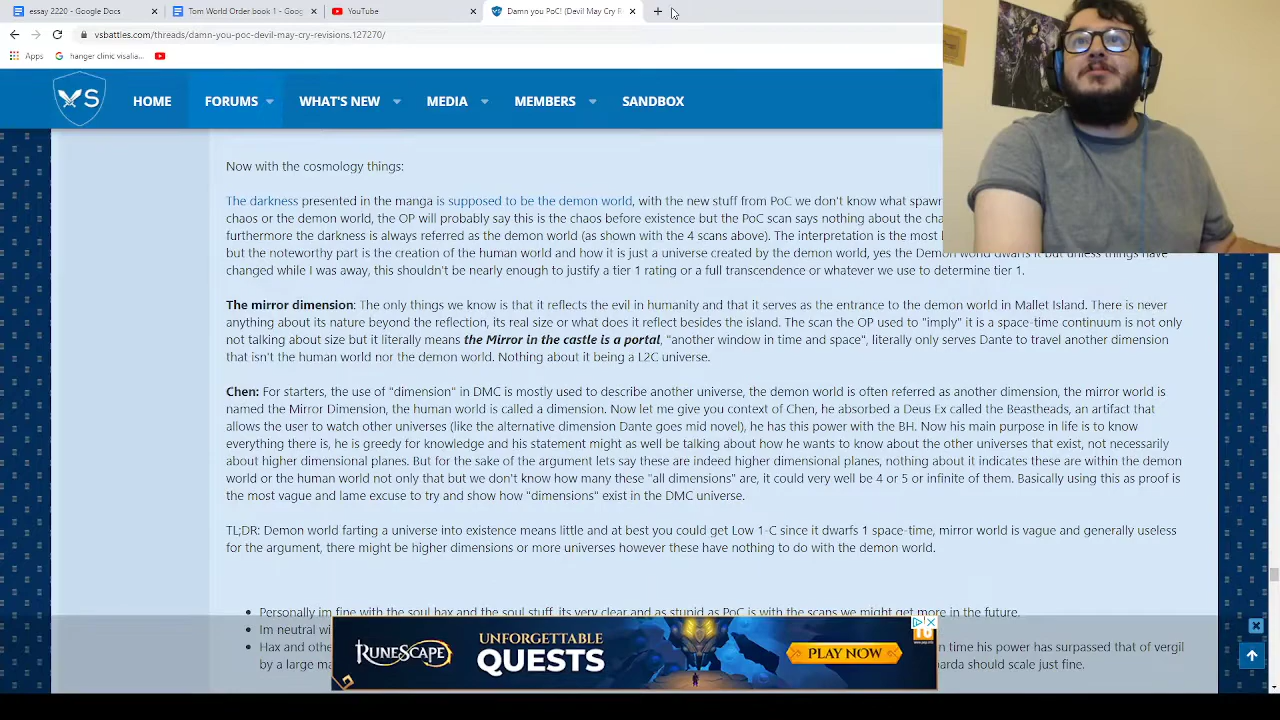 essay 2220 - Google Docs
Tom World Order book 1 - Goog
YouTube
Damn you PoC! (Devil May Cry R
vsbattles.com/threads/damn-you-poc-devil-may-cry-revisions.127270/
Apps
hanger clinic visalia...
VS
HOME
FORUMS
WHAT'S NEW
MEDIA
MEMBERS
SANDBOX
Now with the cosmology things:
The darkness presented in the manga is supposed to be the demon world, with the new stuff from PoC we don't know what spawn
chaos or the demon world, the OP will probably say this is the chaos before existence but the PoC scan says nothing about the cha
furthermore the darkness is always referred as the demon world (as shown with the 4 scans above). The interpretation is the most
but the noteworthy part is the creation of the human world and how it is just a universe created by the demon world, yes the Demon world dwarfs it but unless things have
changed while I was away, this shouldn't be nearly enough to justify a tier 1 rating or a full transcendence or whatever we use to determine tier 1.
The mirror dimension: The only things we know is that it reflects the evil in humanity and that it serves as the entrance to the demon world in Mallet Island. There is never
anything about its nature beyond the reflection, its real size or what does it reflect besides the island. The scan the OP used to "imply" it is a space-time continuum is not only
not talking about size but it literally means the Mirror in the castle is a portal, "another window in time and space", it really only serves Dante to travel another dimension
that isn't the human world nor the demon world. Nothing about it being a L2C universe.
Chen: For starters, the use of "dimension" in DMC is mostly used to describe another universe, the demon world is often referred as another dimension, the mirror world is
named the Mirror Dimension, the human world is called a dimension. Now let me give you context of Chen, he absorbed a Deus Ex called the Beastheads, an artifact that
allows the user to watch other universes (like the alternative dimension Dante goes mid novel), he has this power with the BH. Now his main purpose in life is to know
everything there is, he is greedy for knowledge and his statement might as well be talking about how he wants to know about the other universes that exist, not necessarily
about higher dimensional planes. But for the sake of the argument lets say these are infact higher dimensional planes, nothing about it indicates these are within the demon
world or the human world not only that but we don't know how many these "all dimensions" are, it could very well be 4 or 5 or infinite of them. Basically using this as proof is
the most vague and lame excuse to try and show how "dimensions" exist in the DMC universe.
TL;DR: Demon world faring a universe into existence means little and at best you could get low 1-C since it dwarfs 1 space-time, mirror world is vague and generally useless
for the argument, there might be higher dimensions or more universes however these have nothing to do with the demon world.
Personally im fine with the soul hax and the soul stuff, its very clear and as stupid as PoC is with the scans we might get more in the future.
Im neutral wi
Hax and othe
n time his power has surpassed that of vergil
by a large ma
arda should scale just fine.
RUNESCAPE
UNFORGETTABLE
QUESTS
PLAY NOW
16